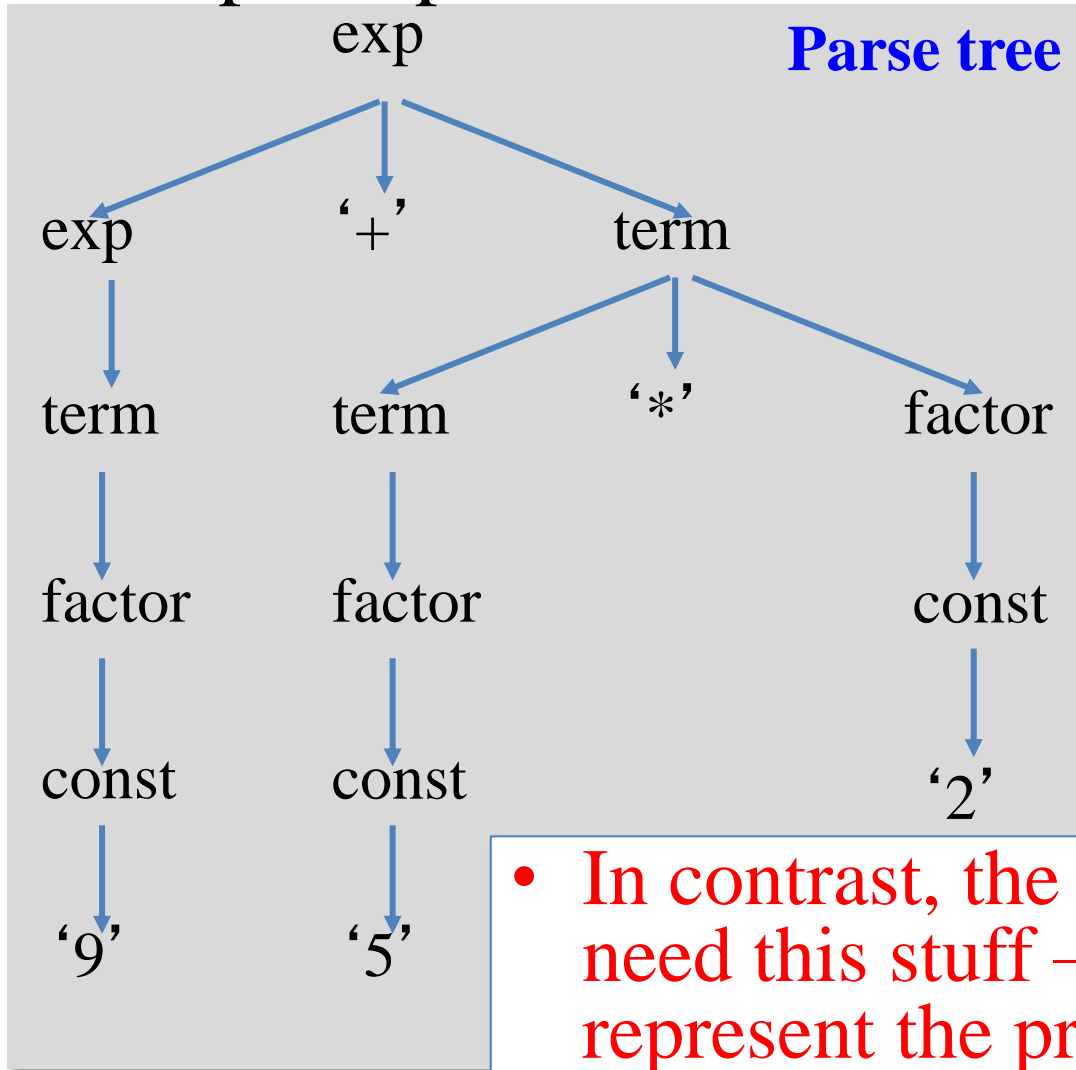 exp
Parse tree
exp ‘+’ term
term term ‘*’ factor
factor factor const
const const ‘2’
‘9’ ‘5’
• In contrast, the
need this stuff –
represent the